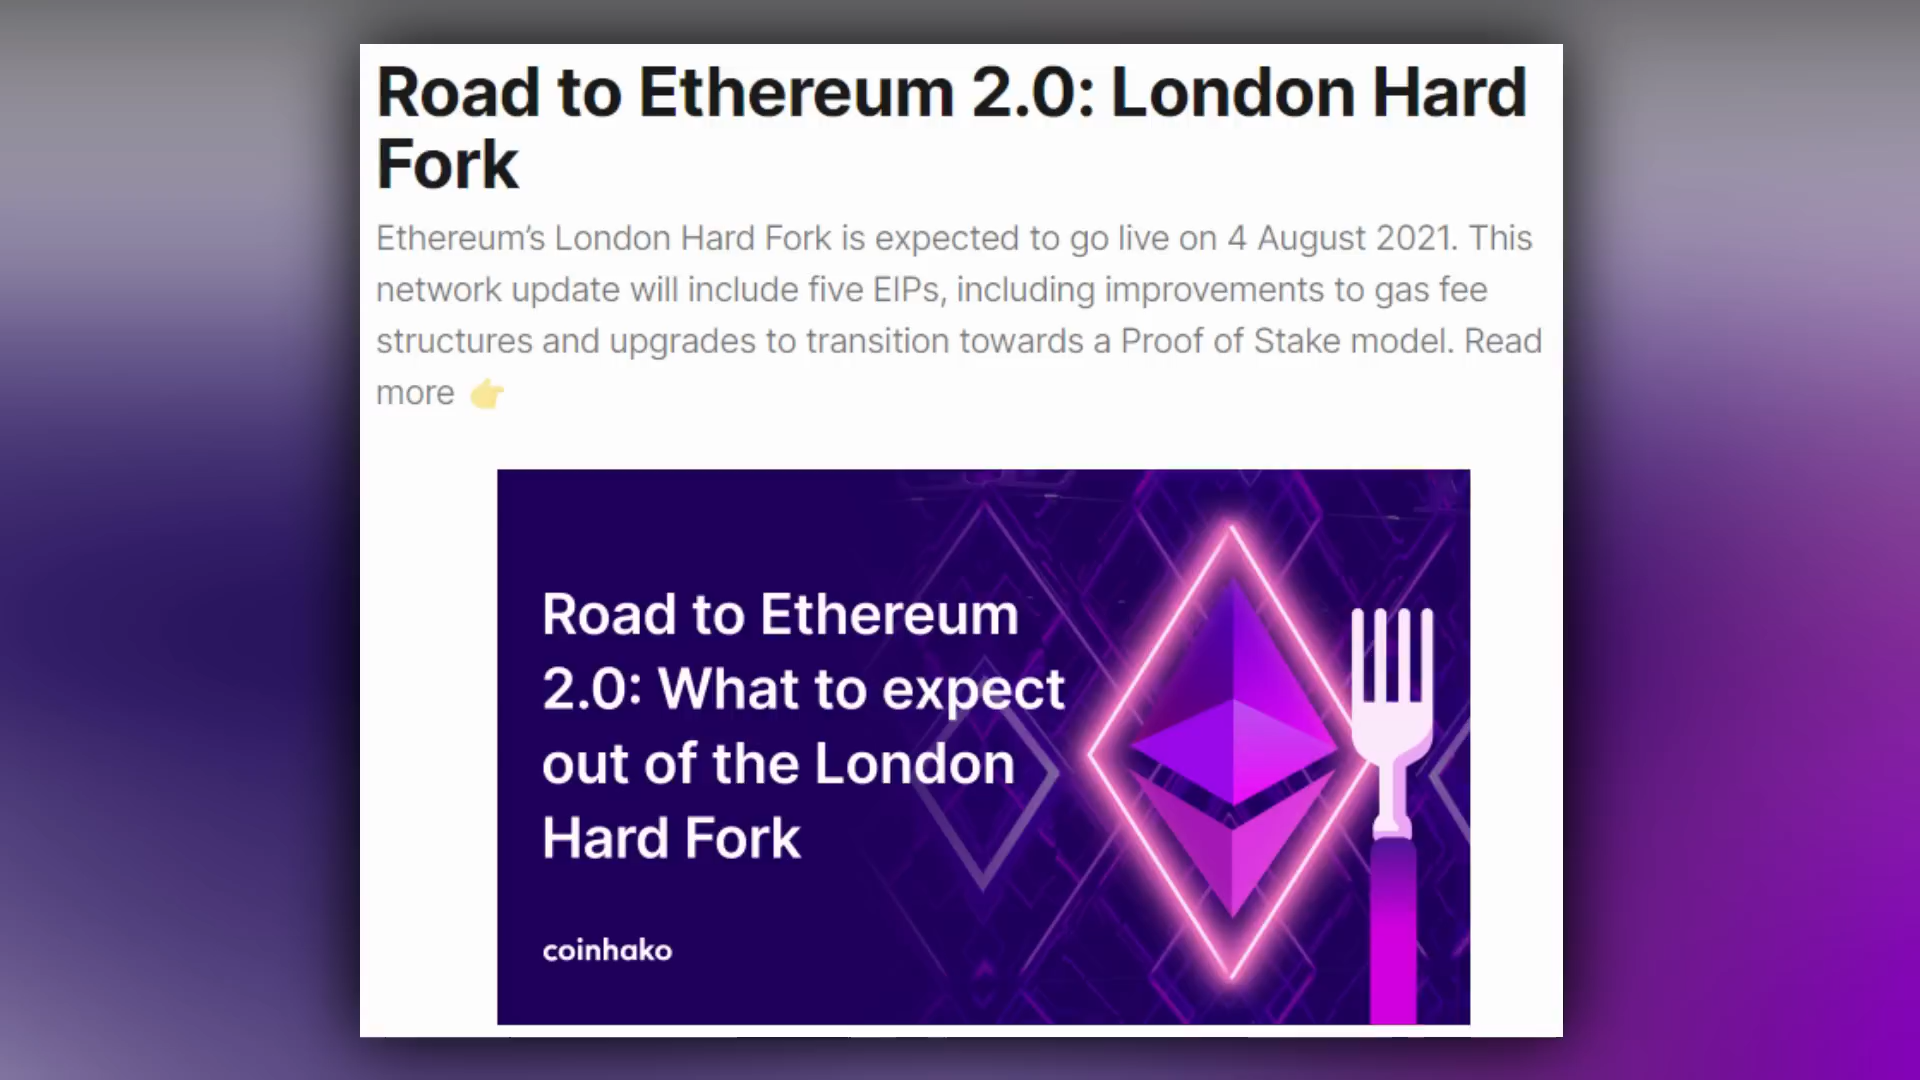 Road to Ethereum 2.0: London Hard
Fork
Ethereum's London Hard Fork is expected to go live on 4 August 2021. This
network update will include five EIPs, including improvements to gas fee
structures and upgrades to transition towards a Proof of Stake model. Read
more 👉
Road to Ethereum
2.0: What to expect
out of the London
Hard Fork
coinhako